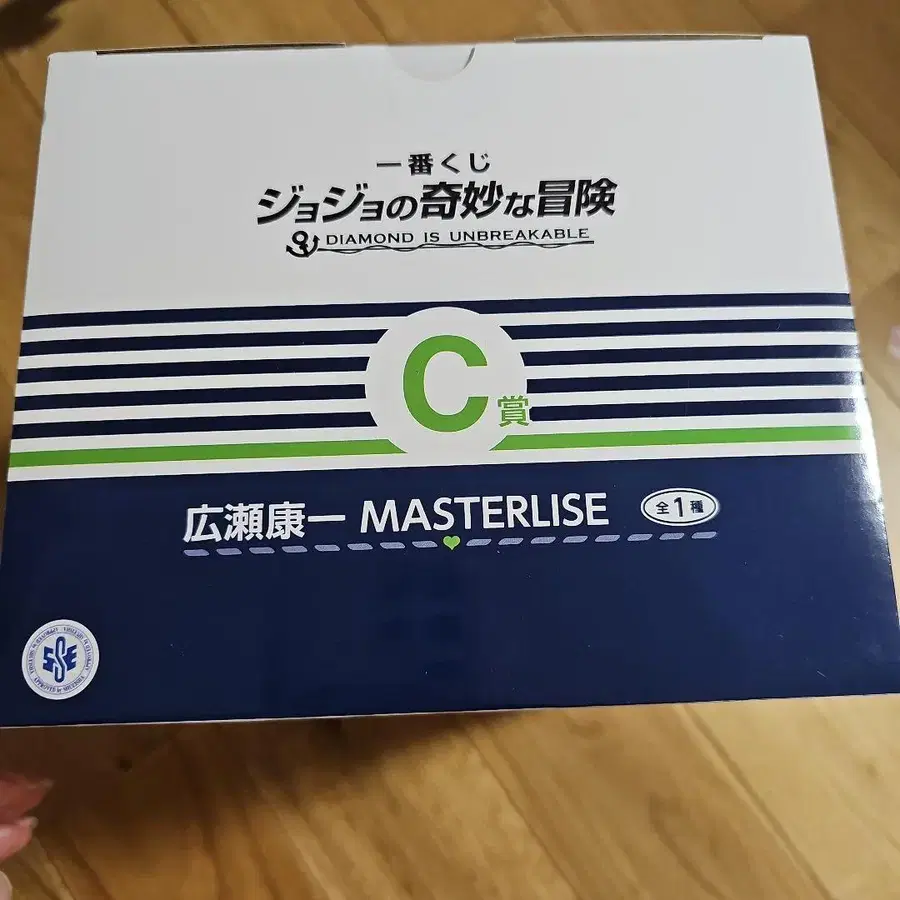 一番くじ
ジョジョの奇妙な冒険
DIAMOND IS UNBREAKABLE
C賞
広瀬康一 MASTERLISE 全1種